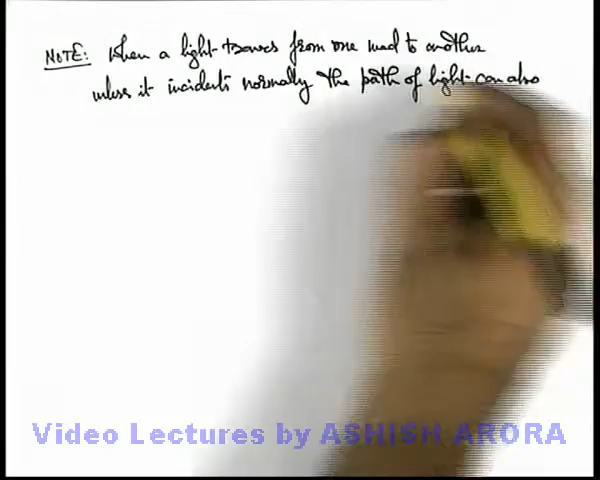 NOTE: When a light travels from one med to another
unless it incidents normally the path of light can also
Video Lectures by ASHISH ARORA